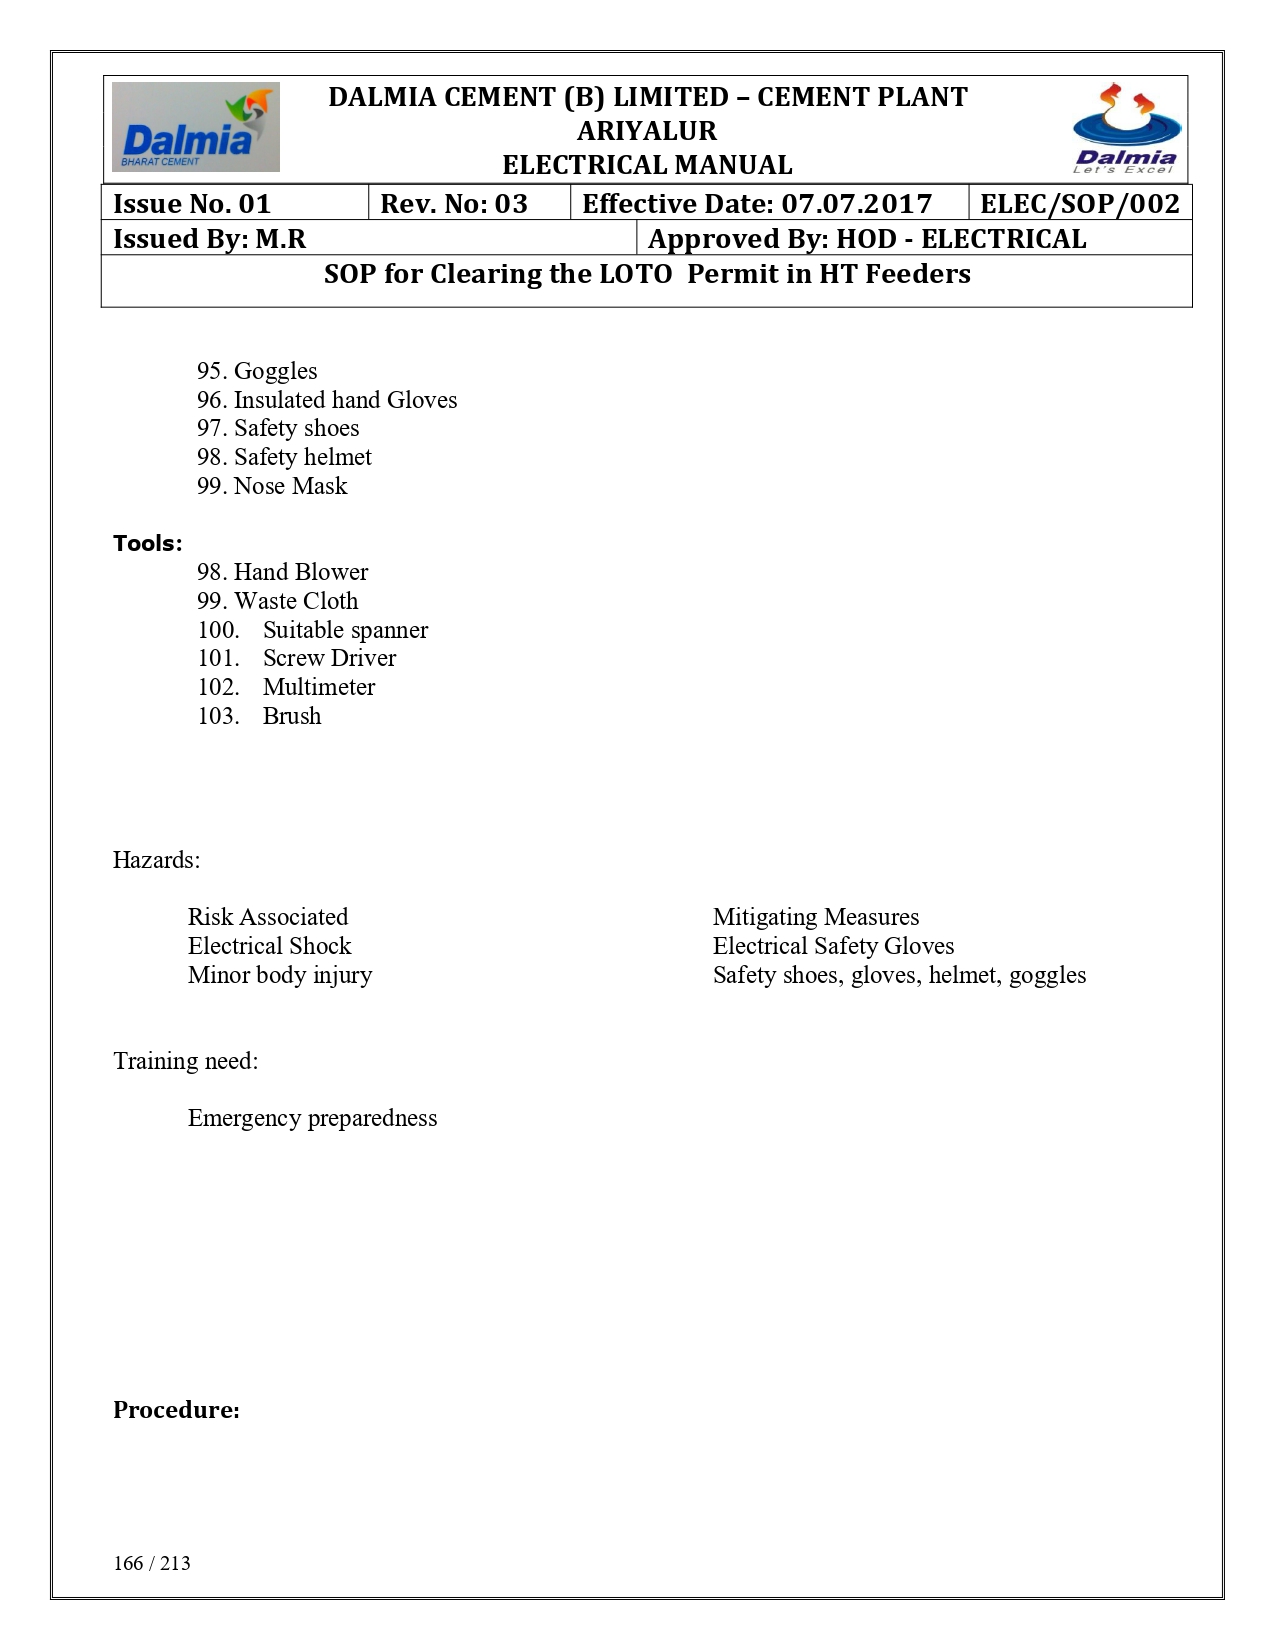 Dalmia
BHARAT CEMENT
DALMIA CEMENT (B) LIMITED – CEMENT PLANT
ARIYALUR
ELECTRICAL MANUAL
Dalmia
Let's Excel
Issue No. 01 Rev. No: 03 Effective Date: 07.07.2017 ELEC/SOP/002
Issued By: M.R Approved By: HOD - ELECTRICAL
SOP for Clearing the LOTO Permit in HT Feeders
95. Goggles
96. Insulated hand Gloves
97. Safety shoes
98. Safety helmet
99. Nose Mask
Tools:
98. Hand Blower
99. Waste Cloth
100. Suitable spanner
101. Screw Driver
102. Multimeter
103. Brush
Hazards:
Risk Associated Mitigating Measures
Electrical Shock Electrical Safety Gloves
Minor body injury Safety shoes, gloves, helmet, goggles
Training need:
Emergency preparedness
Procedure:
166 / 213